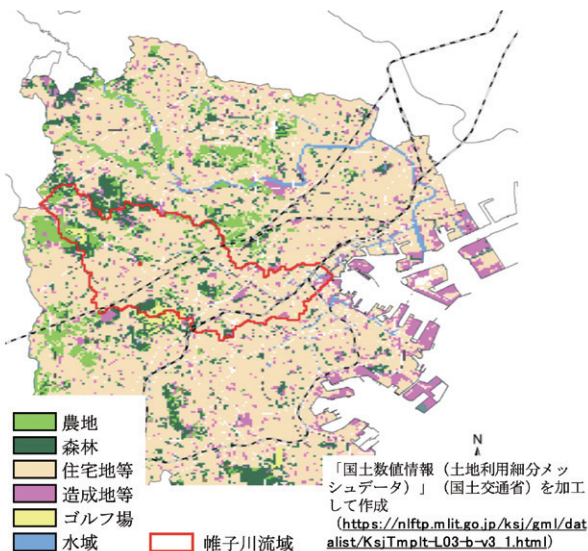 農地
森林
住宅地等
造成地等
ゴルフ場
水域
帷子川流域
N
「国土数値情報（土地利用細分メッ
シュデータ）」（国土交通省）を加工
して作成
(https://nlftp.mlit.go.jp/ksj/gml/dat
alist/KsjTmplt-L03-b-v3_1.html)